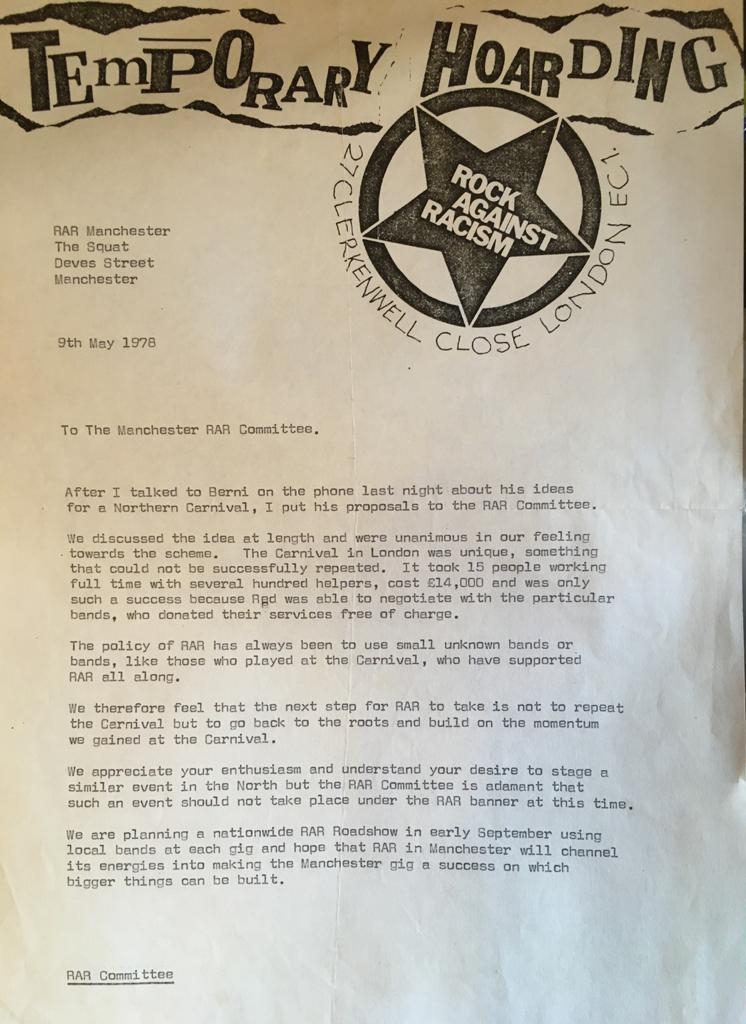 TEMPORARY HOARDING
ROCK
AGAINST
RACISM
27 CLERKENWELL CLOSE LONDON EC1.
RAR Manchester
The Squat
Deves Street
Manchester
9th May 1978
To The Manchester RAR Committee.
After I talked to Berni on the phone last night about his ideas
for a Northern Carnival, I put his proposals to the RAR Committee.
We discussed the idea at length and were unanimous in our feeling
towards the scheme. The Carnival in London was unique, something
that could not be successfully repeated. It took 15 people working
full time with several hundred helpers, cost £14,000 and was only
such a success because Red was able to negotiate with the particular
bands, who donated their services free of charge.
The policy of RAR has always been to use small unknown bands or
bands, like those who played at the Carnival, who have supported
RAR all along.
We therefore feel that the next step for RAR to take is not to repeat
the Carnival but to go back to the roots and build on the momentum
we gained at the Carnival.
We appreciate your enthusiasm and understand your desire to stage a
similar event in the North but the RAR Committee is adamant that
such an event should not take place under the RAR banner at this time.
We are planning a nationwide RAR Roadshow in early September using
local bands at each gig and hope that RAR in Manchester will channel
its energies into making the Manchester gig a success on which
bigger things can be built.
RAR Committee